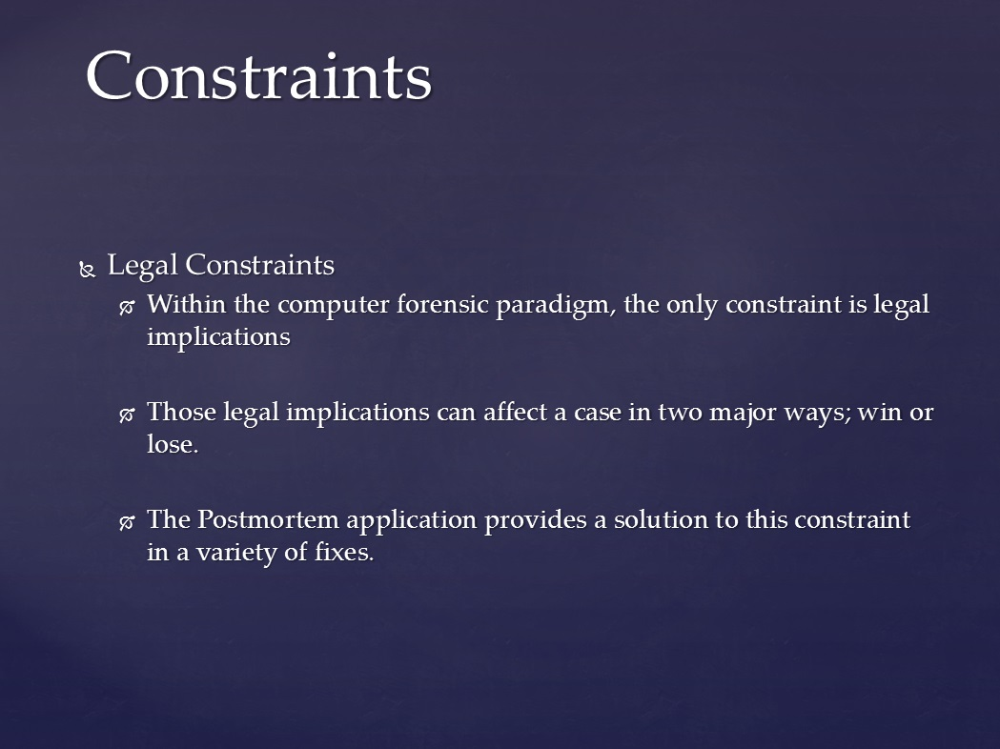 Constraints
Legal Constraints
Within the computer forensic paradigm, the only constraint is legal
implications
Those legal implications can affect a case in two major ways; win or
lose.
The Postmortem application provides a solution to this constraint
in a variety of fixes.